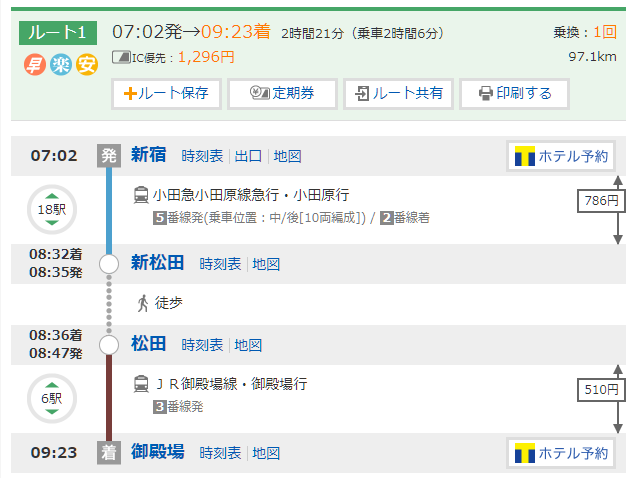 ルート1
07:02発→09:23着 2時間21分（乗車2時間6分） 乗換：1回
早 楽 安 IC優先：1,296円 97.1km
ルート保存 定期券 ルート共有 印刷する
07:02 発 新宿 時刻表 出口 地図 ホテル予約
18駅 小田急小田原線急行・小田原行 786円
5番線発(乗車位置：中/後[10両編成]) / 2番線着
08:32着
08:35発 新松田 時刻表 地図
徒歩
08:36着
08:47発 松田 時刻表 地図
6駅 ＪＲ御殿場線・御殿場行 510円
3番線発
09:23 着 御殿場 時刻表 地図 ホテル予約